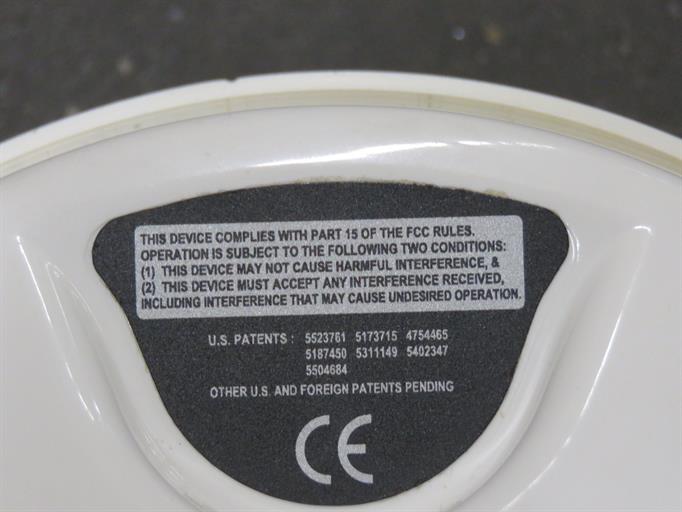 THIS DEVICE COMPLIES WITH PART 15 OF THE FCC RULES.
OPERATION IS SUBJECT TO THE FOLLOWING TWO CONDITIONS:
(1) THIS DEVICE MAY NOT CAUSE HARMFUL INTERFERENCE, &
(2) THIS DEVICE MUST ACCEPT ANY INTERFERENCE RECEIVED,
INCLUDING INTERFERENCE THAT MAY CAUSE UNDESIRED OPERATION.
U.S. PATENTS : 5523761 5173715 4754465
5187450 5311149 5402347
5504684
OTHER U.S. AND FOREIGN PATENTS PENDING
CE